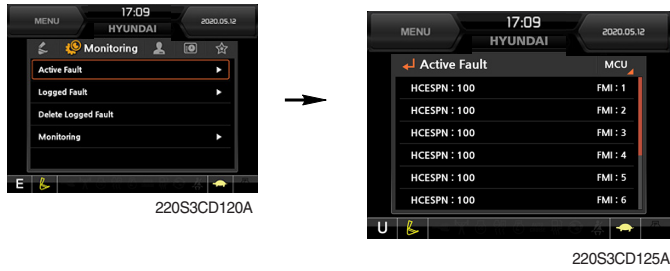 MENU
17:09
HYUNDAI
2020.05.12
Monitoring
Active Fault
Logged Fault
Delete Logged Fault
Monitoring
E
220S3CD120A
MENU
17:09
HYUNDAI
2020.05.12
Active Fault MCU
HCESPN : 100 FMI : 1
HCESPN : 100 FMI : 2
HCESPN : 100 FMI : 3
HCESPN : 100 FMI : 4
HCESPN : 100 FMI : 5
HCESPN : 100 FMI : 6
U
220S3CD125A